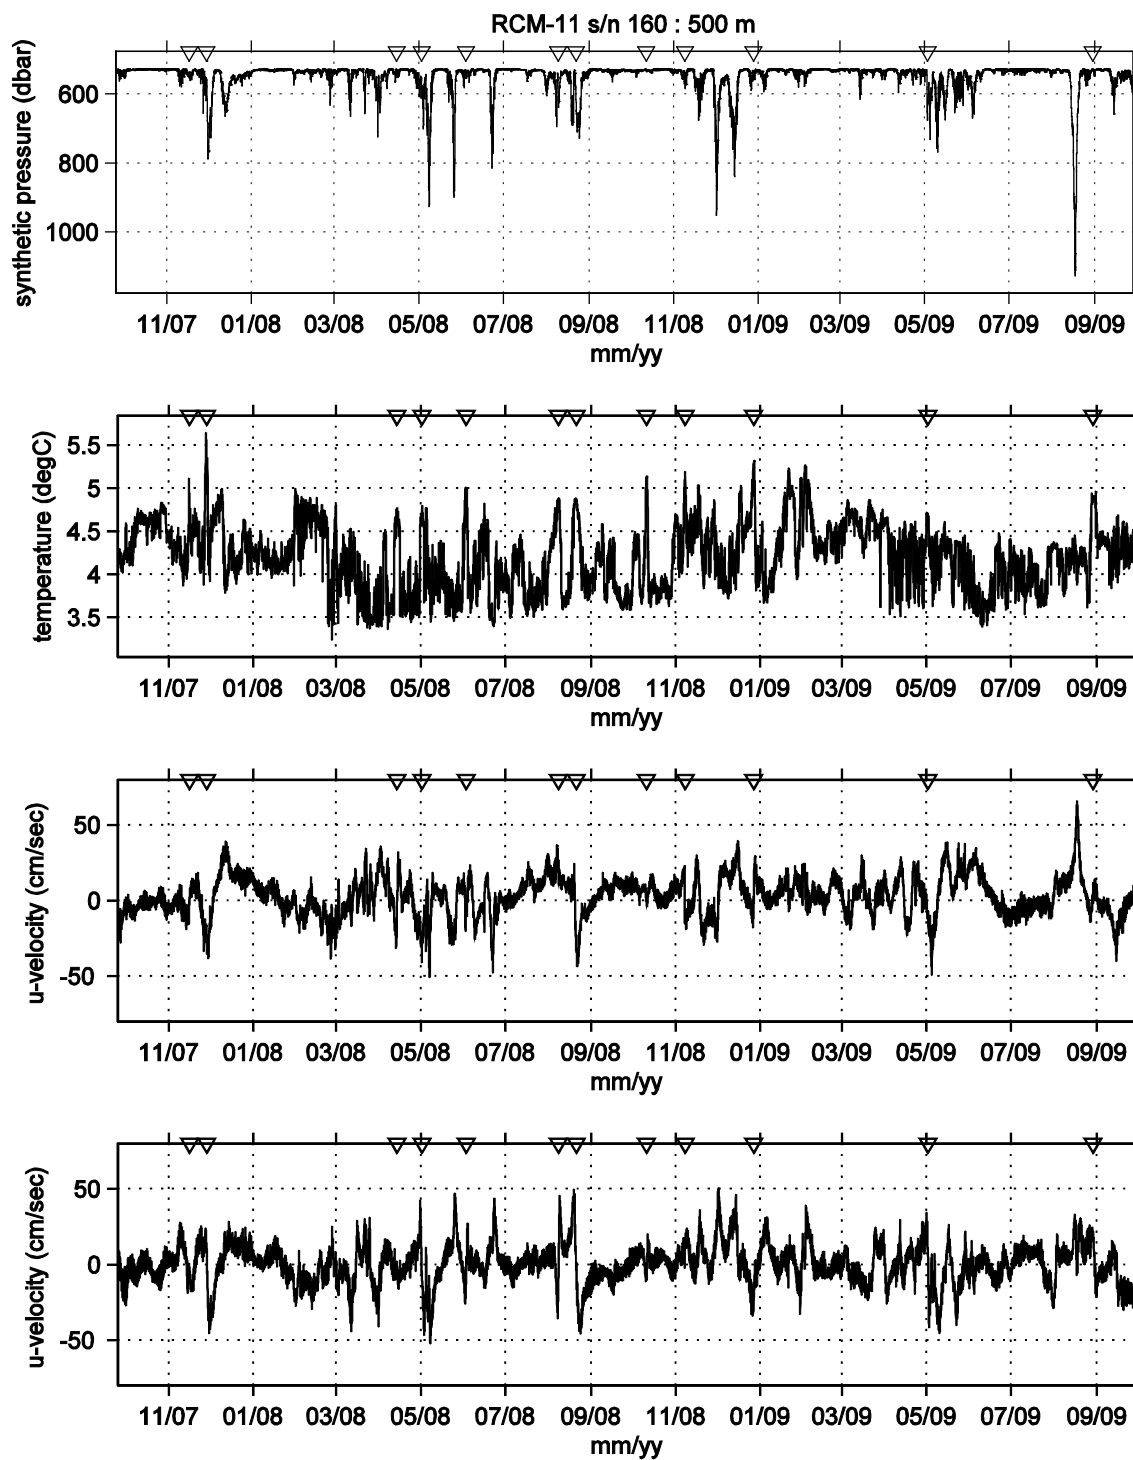 RCM-11 s/n 160 : 500 m
synthetic pressure (dbar)
600
800
1000
11/07 01/08 03/08 05/08 07/08 09/08 11/08 01/09 03/09 05/09 07/09 09/09
mm/yy
temperature (degC)
5.5
5
4.5
4
3.5
11/07 01/08 03/08 05/08 07/08 09/08 11/08 01/09 03/09 05/09 07/09 09/09
mm/yy
u-velocity (cm/sec)
50
0
-50
11/07 01/08 03/08 05/08 07/08 09/08 11/08 01/09 03/09 05/09 07/09 09/09
mm/yy
u-velocity (cm/sec)
50
0
-50
11/07 01/08 03/08 05/08 07/08 09/08 11/08 01/09 03/09 05/09 07/09 09/09
mm/yy